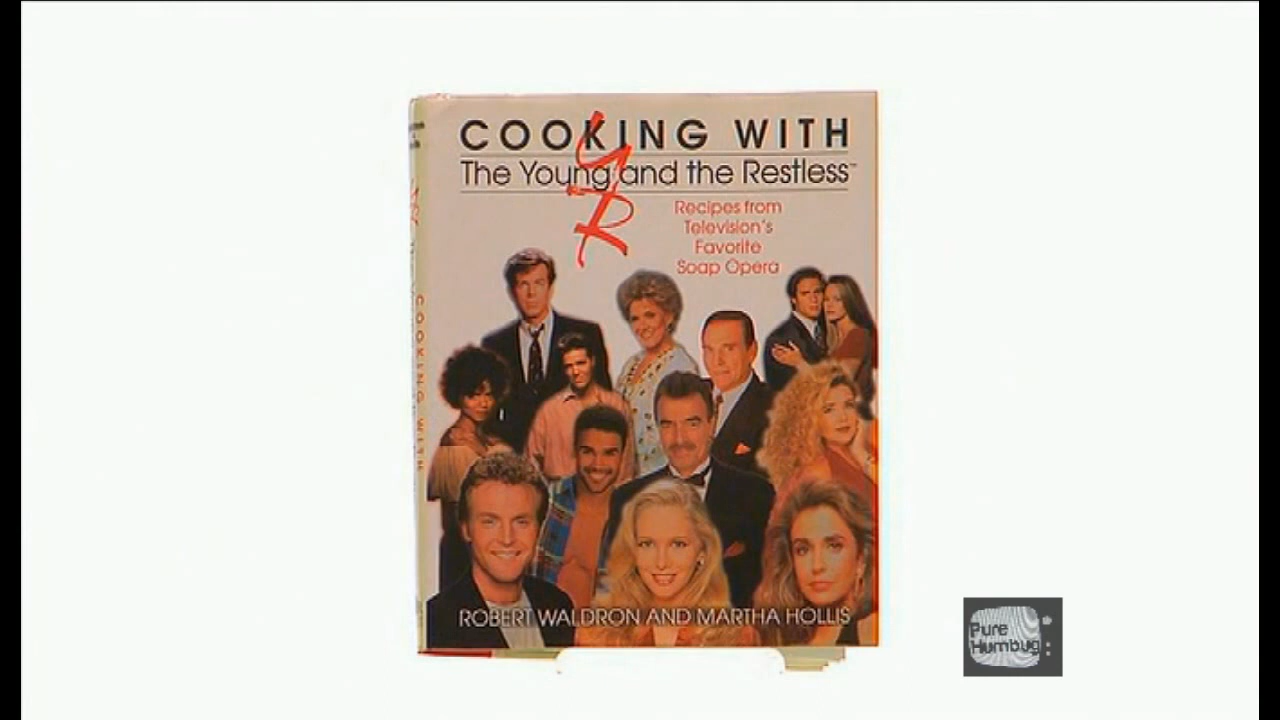 COOKING WITH
The Young and the Restless™
YR
Recipes from
Television's
Favorite
Soap Opera
COOKING WITH
ROBERT WALDRON AND MARTHA HOLLIS
Pure
Humbug